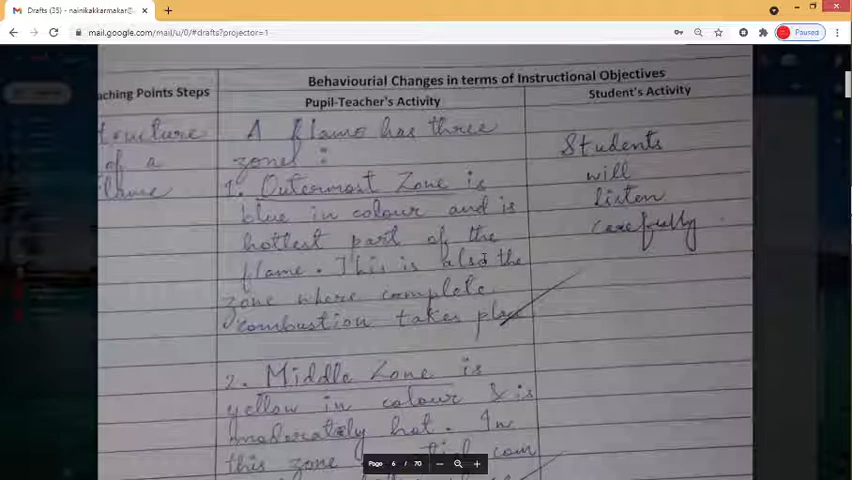 Drafts (35) - nainikakkarmakar@
mail.google.com/mail/u/0/#drafts?projector=1
Paused
Behaviourial Changes in terms of Instructional Objectives
aching Points Steps
Pupil-Teacher's Activity
Student's Activity
tructure
of a
flame
A flame has three
zones :
1. Outermost Zone is
blue in colour and is
hottest part of the
flame. This is also the
zone where complete
combustion takes place
2. Middle Zone is
yellow in colour & is
moderately hot. In
this zone
Students
will
listen
carefully
Page 6 / 70